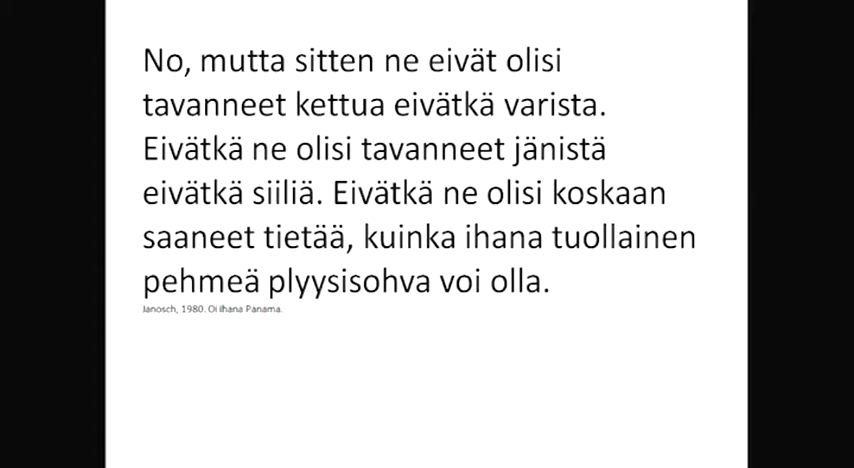 No, mutta sitten ne eivät olisi
tavanneet kettua eivätkä varista.
Eivätkä ne olisi tavanneet jänistä
eivätkä siiliä. Eivätkä ne olisi koskaan
saaneet tietää, kuinka ihana tuollainen
pehmeä plyysisohva voi olla.
Janosch, 1980. Oi ihana Panama.